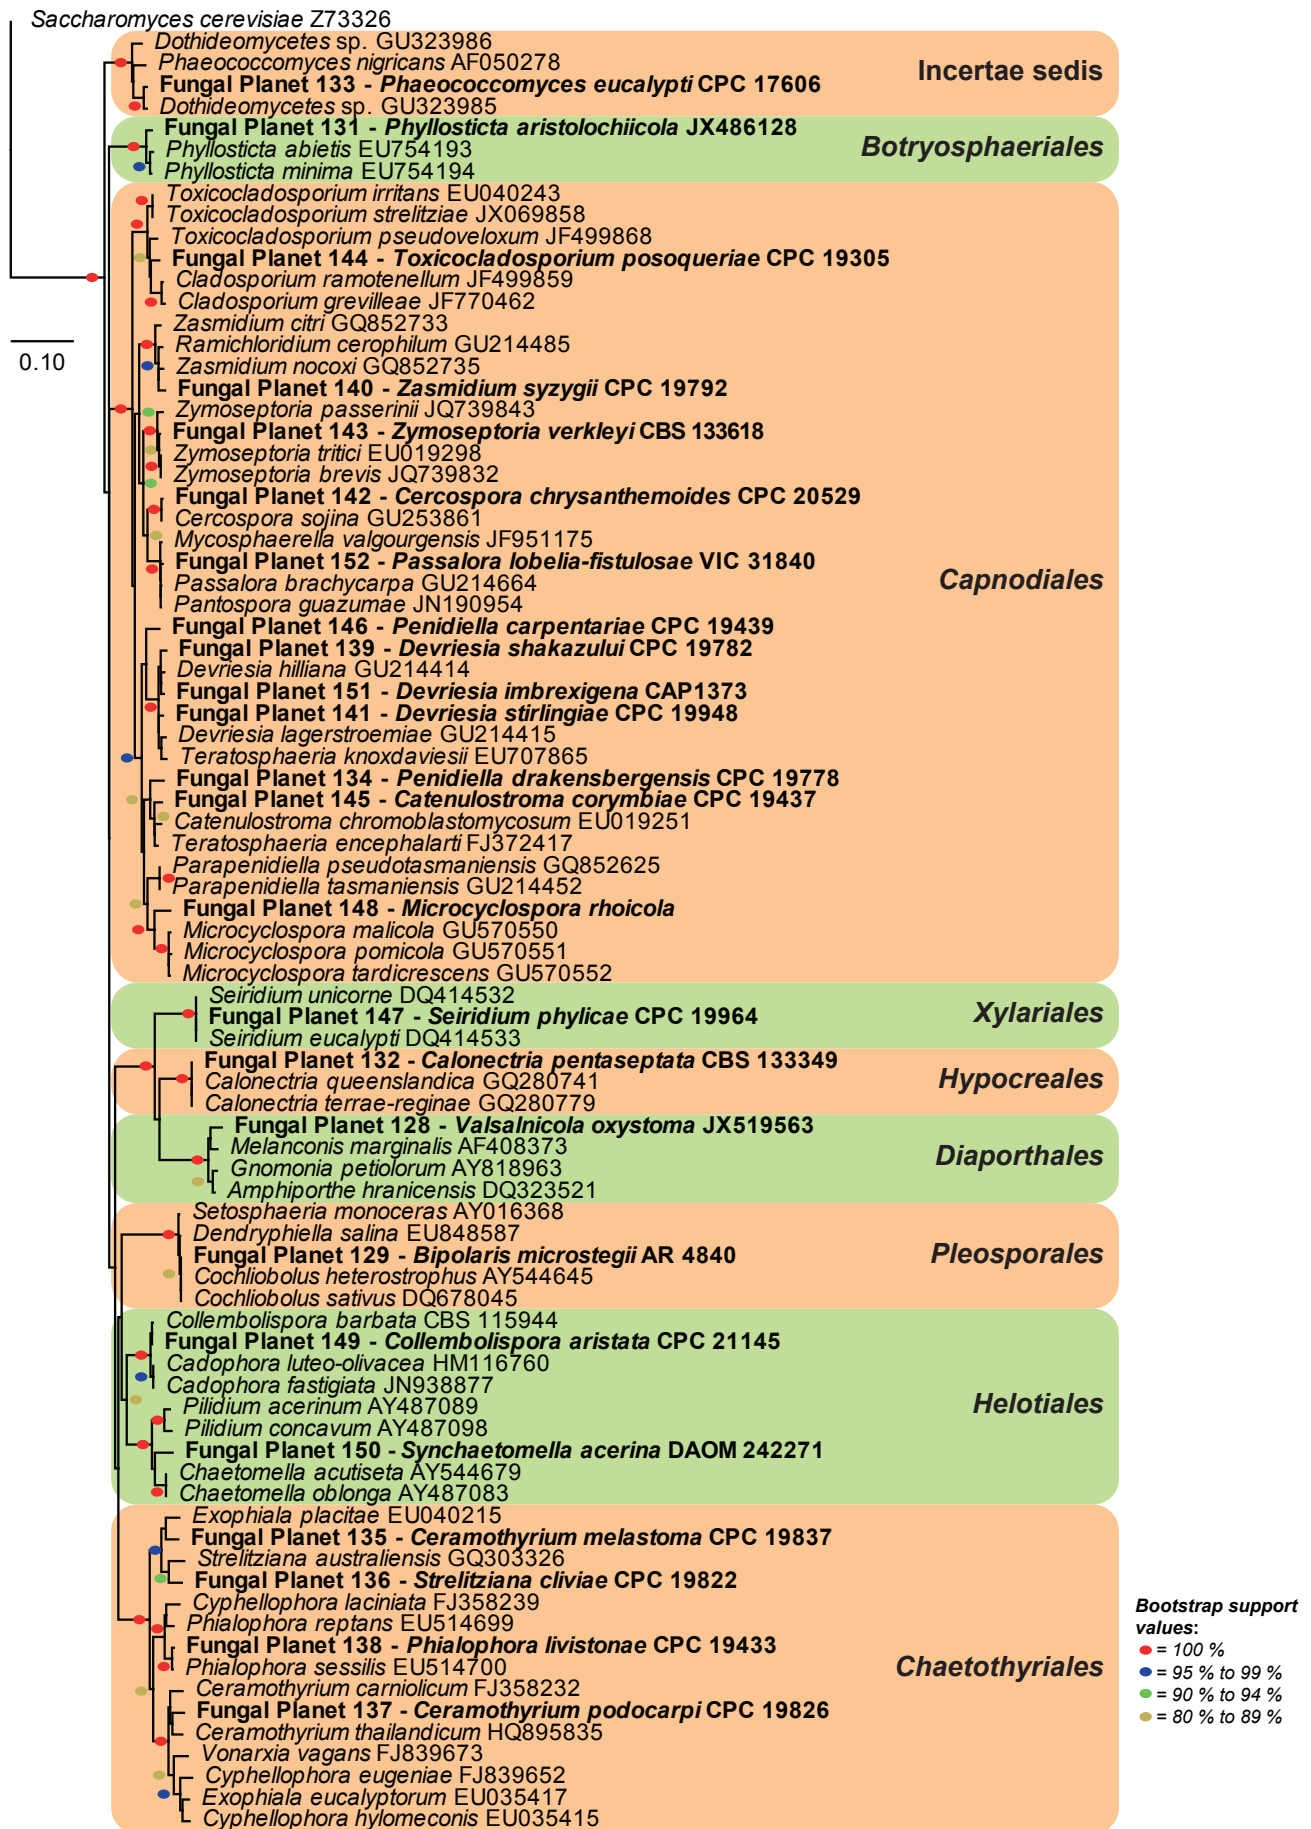 Saccharomyces cerevisiae Z73326
Dothideomycetes sp. GU323986
Phaeococcomyces nigricans AF050278
Fungal Planet 133 - Phaeococcomyces eucalypti CPC 17606
Dothideomycetes sp. GU323985
Incertae sedis
Fungal Planet 131 - Phyllosticta aristolochiicola JX486128
Phyllosticta abietis EU754193
Phyllosticta minima EU754194
Botryosphaeriales
Toxicocladosporium irritans EU040243
Toxicocladosporium strelitziae JX069858
Toxicocladosporium pseudoveloxum JF499868
Fungal Planet 144 - Toxicocladosporium posoqueriae CPC 19305
Cladosporium ramotenellum JF499859
Cladosporium grevilleae JF770462
Zasmidium citri GQ852733
Ramichloridium cerophilum GU214485
Zasmidium nocoxi GQ852735
Fungal Planet 140 - Zasmidium syzygii CPC 19792
Zymoseptoria passerinii JQ739843
Fungal Planet 143 - Zymoseptoria verkleyi CBS 133618
Zymoseptoria tritici EU019298
Zymoseptoria brevis JQ739832
Fungal Planet 142 - Cercospora chrysanthemoides CPC 20529
Cercospora sojina GU253861
Mycosphaerella valgourgensis JF951175
Fungal Planet 152 - Passalora lobelia-fistulosae VIC 31840
Passalora brachycarpa GU214664
Pantospora guazumae JN190954
Fungal Planet 146 - Penidiella carpentariae CPC 19439
Fungal Planet 139 - Devriesia shakazului CPC 19782
Devriesia hilliana GU214414
Fungal Planet 151 - Devriesia imbrexigena CAP1373
Fungal Planet 141 - Devriesia stirlingiae CPC 19948
Devriesia lagerstroemiae GU214415
Teratosphaeria knoxdaviesii EU707865
Fungal Planet 134 - Penidiella drakensbergensis CPC 19778
Fungal Planet 145 - Catenulostroma corymbiae CPC 19437
Catenulostroma chromoblastomycosum EU019251
Teratosphaeria encephalarti FJ372417
Parapenidiella pseudotasmaniensis GQ852625
Parapenidiella tasmaniensis GU214452
Fungal Planet 148 - Microcyclospora rhoicola
Microcyclospora malicola GU570550
Microcyclospora pomicola GU570551
Microcyclospora tardicrescens GU570552
Capnodiales
Seiridium unicorne DQ414532
Fungal Planet 147 - Seiridium phylicae CPC 19964
Seiridium eucalypti DQ414533
Xylariales
Fungal Planet 132 - Calonectria pentaseptata CBS 133349
Calonectria queenslandica GQ280741
Calonectria terrae-reginae GQ280779
Hypocreales
Fungal Planet 128 - Valsalnicola oxystoma JX519563
Melanconis marginalis AF408373
Gnomonia petiolorum AY818963
Amphiporthe hranicensis DQ323521
Diaporthales
Setosphaeria monoceras AY016368
Dendryphiella salina EU848587
Fungal Planet 129 - Bipolaris microstegii AR 4840
Cochliobolus heterostrophus AY544645
Cochliobolus sativus DQ678045
Pleosporales
Collembolispora barbata CBS 115944
Fungal Planet 149 - Collembolispora aristata CPC 21145
Cadophora luteo-olivacea HM116760
Cadophora fastigiata JN938877
Pilidium acerinum AY487089
Pilidium concavum AY487098
Fungal Planet 150 - Synchaetomella acerina DAOM 242271
Chaetomella acutiseta AY544679
Chaetomella oblonga AY487083
Helotiales
Exophiala placitae EU040215
Fungal Planet 135 - Ceramothyrium melastoma CPC 19837
Strelitziana australiensis GQ303326
Fungal Planet 136 - Strelitziana cliviae CPC 19822
Cyphellophora laciniata FJ358239
Phialophora reptans EU514699
Fungal Planet 138 - Phialophora livistonae CPC 19433
Phialophora sessilis EU514700
Ceramothyrium carniolicum FJ358232
Fungal Planet 137 - Ceramothyrium podocarpi CPC 19826
Ceramothyrium thailandicum HQ895835
Vonarxia vagans FJ839673
Cyphellophora eugeniae FJ839652
Exophiala eucalyptorum EU035417
Cyphellophora hylomeconis EU035415
Chaetothyriales
0.10
Bootstrap support
values:
= 100 %
= 95 % to 99 %
= 90 % to 94 %
= 80 % to 89 %